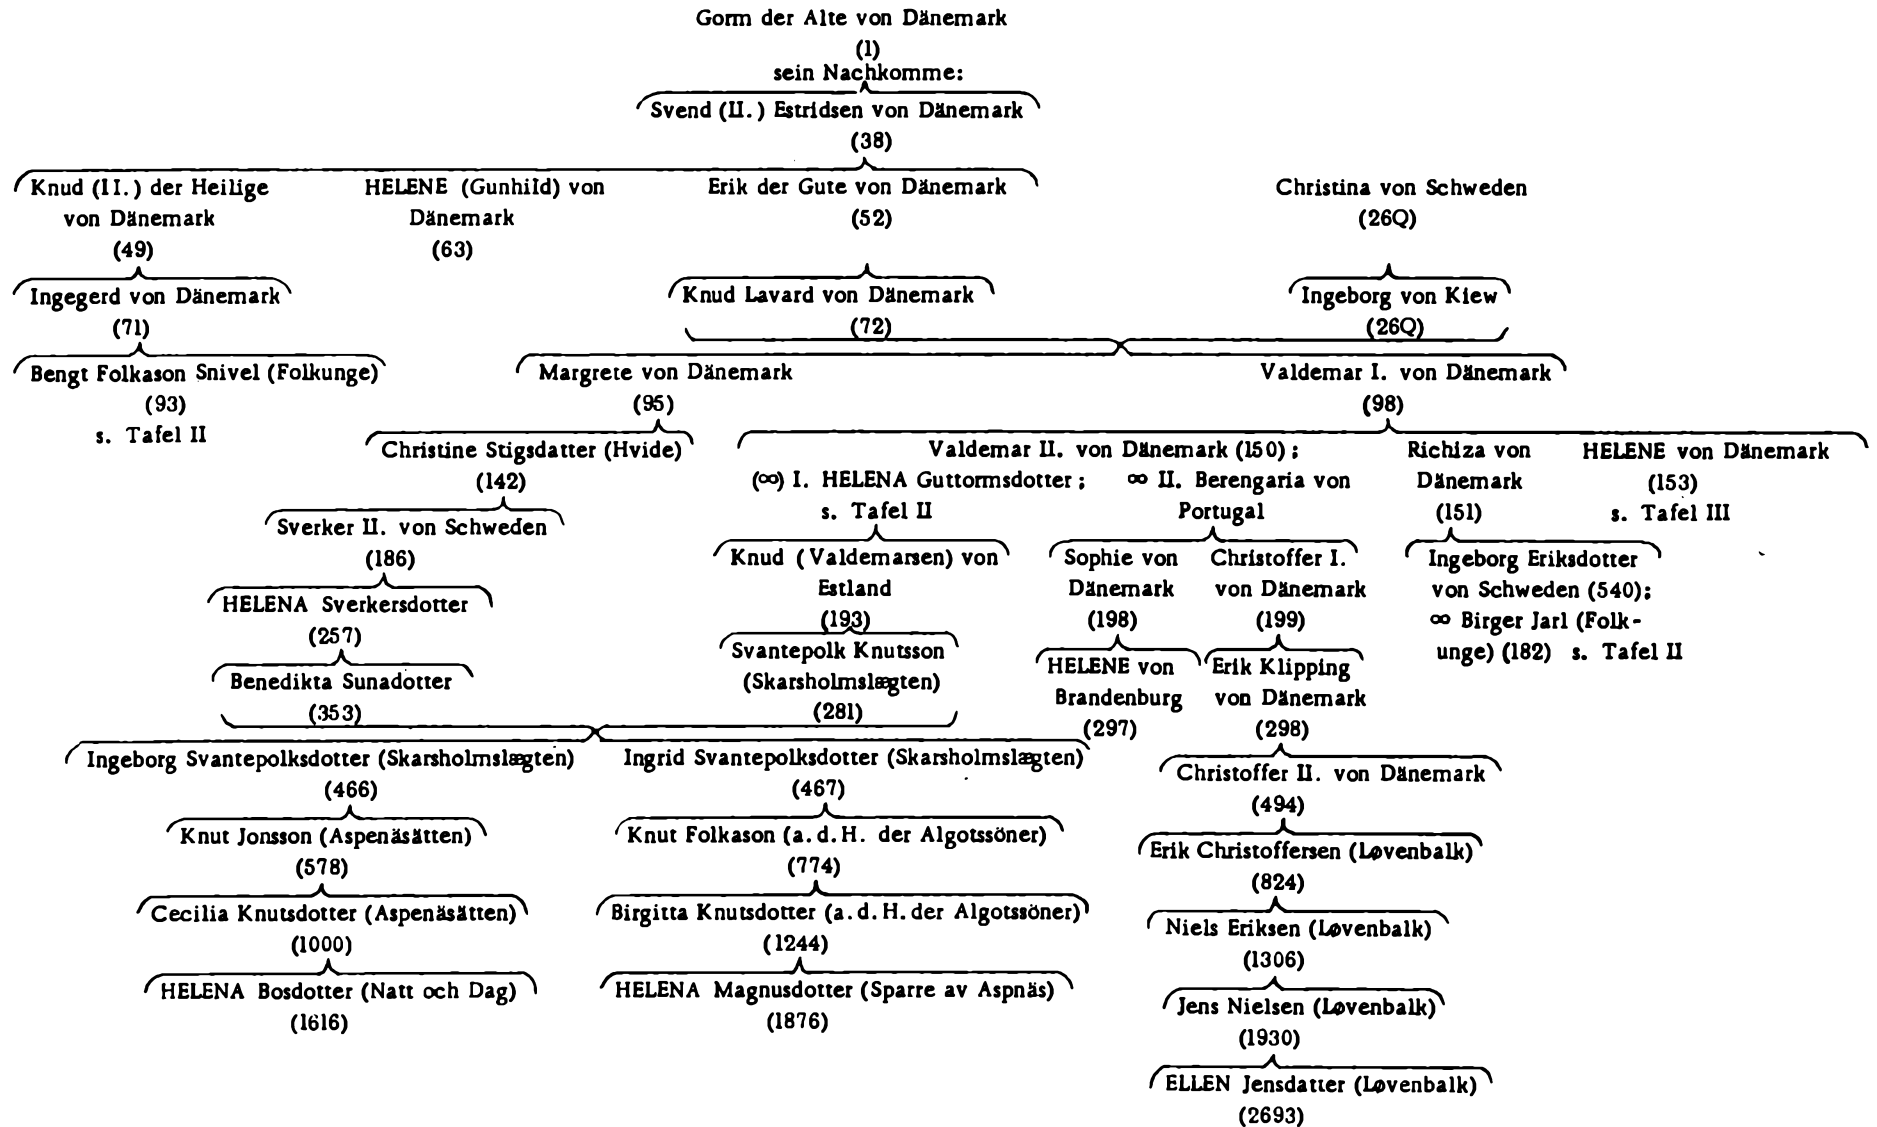 Gorm der Alte von Dänemark
(1)
sein Nachkomme:
Svend (II.) Estridsen von Dänemark
(38)
Knud (II.) der Heilige
von Dänemark
(49)
HELENE (Gunhild) von
Dänemark
(63)
Erik der Gute von Dänemark
(52)
Christina von Schweden
(26Q)
Ingegerd von Dänemark
(71)
Knud Lavard von Dänemark
(72)
Ingeborg von Kiew
(26Q)
Bengt Folkason Snivel (Folkunge)
(93)
s. Tafel II
Margrete von Dänemark
(95)
Valdemar I. von Dänemark
(98)
Christine Stigsdatter (Hvide)
(142)
Valdemar II. von Dänemark (150) ;
(∞) I. HELENA Guttormsdotter ;
s. Tafel II
∞ II. Berengaria von
Portugal
Richiza von
Dänemark
(151)
HELENE von Dänemark
(153)
s. Tafel III
Sverker II. von Schweden
(186)
Knud (Valdemarsen) von
Estland
(193)
Sophie von
Dänemark
(198)
Christoffer I.
von Dänemark
(199)
Ingeborg Eriksdotter
von Schweden (540);
∞ Birger Jarl (Folk-
unge) (182) s. Tafel II
HELENA Sverkersdotter
(257)
Svantepolk Knutsson
(Skarsholmslægten)
(281)
HELENE von
Brandenburg
(297)
Erik Klipping
von Dänemark
(298)
Benedikta Sunadotter
(353)
Ingeborg Svantepolksdotter (Skarsholmslægten)
(466)
Ingrid Svantepolksdotter (Skarsholmslægten)
(467)
Christoffer II. von Dänemark
(494)
Knut Jonsson (Aspenäsätten)
(578)
Knut Folkason (a. d. H. der Algotssöner)
(774)
Erik Christoffersen (Løvenbalk)
(824)
Cecilia Knutsdotter (Aspenäsätten)
(1000)
Birgitta Knutsdotter (a. d. H. der Algotssöner)
(1244)
Niels Eriksen (Løvenbalk)
(1306)
HELENA Bosdotter (Natt och Dag)
(1616)
HELENA Magnusdotter (Sparre av Aspnäs)
(1876)
Jens Nielsen (Løvenbalk)
(1930)
ELLEN Jensdatter (Løvenbalk)
(2693)